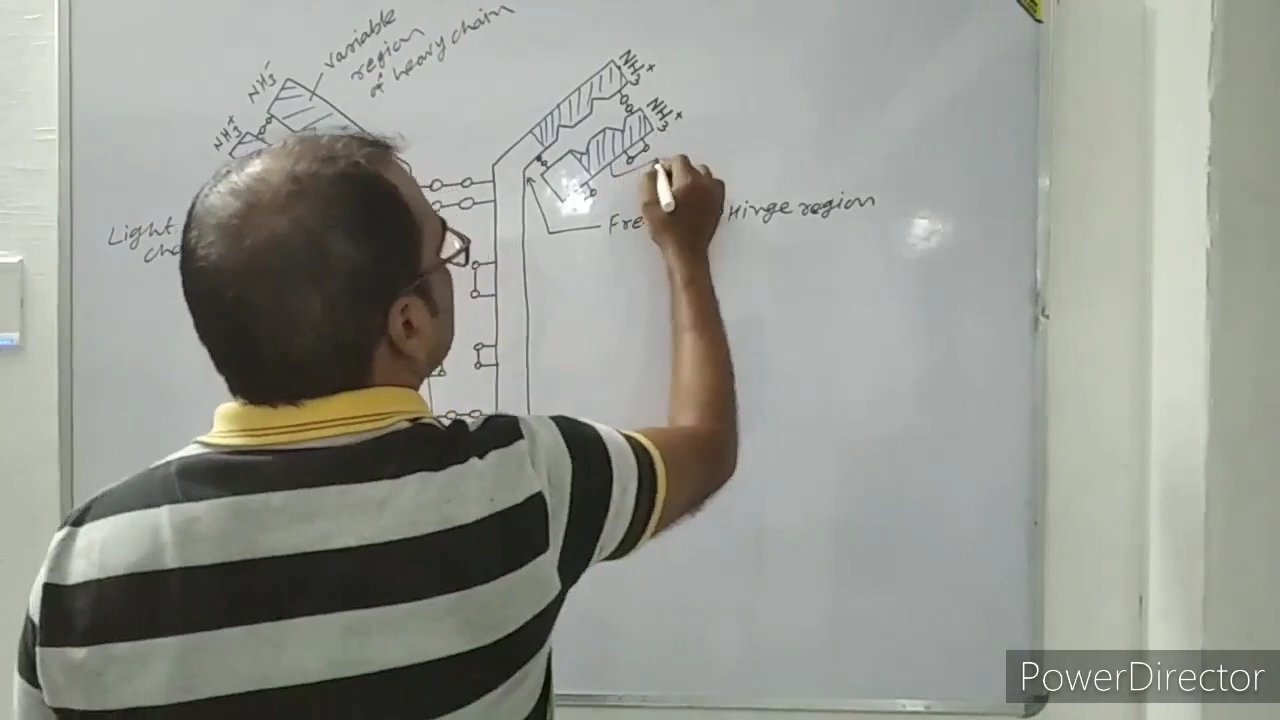 variable
region
of heavy chain
NH3-
NH3+
NH3+
NH3+
Light
Hinge region
PowerDirector